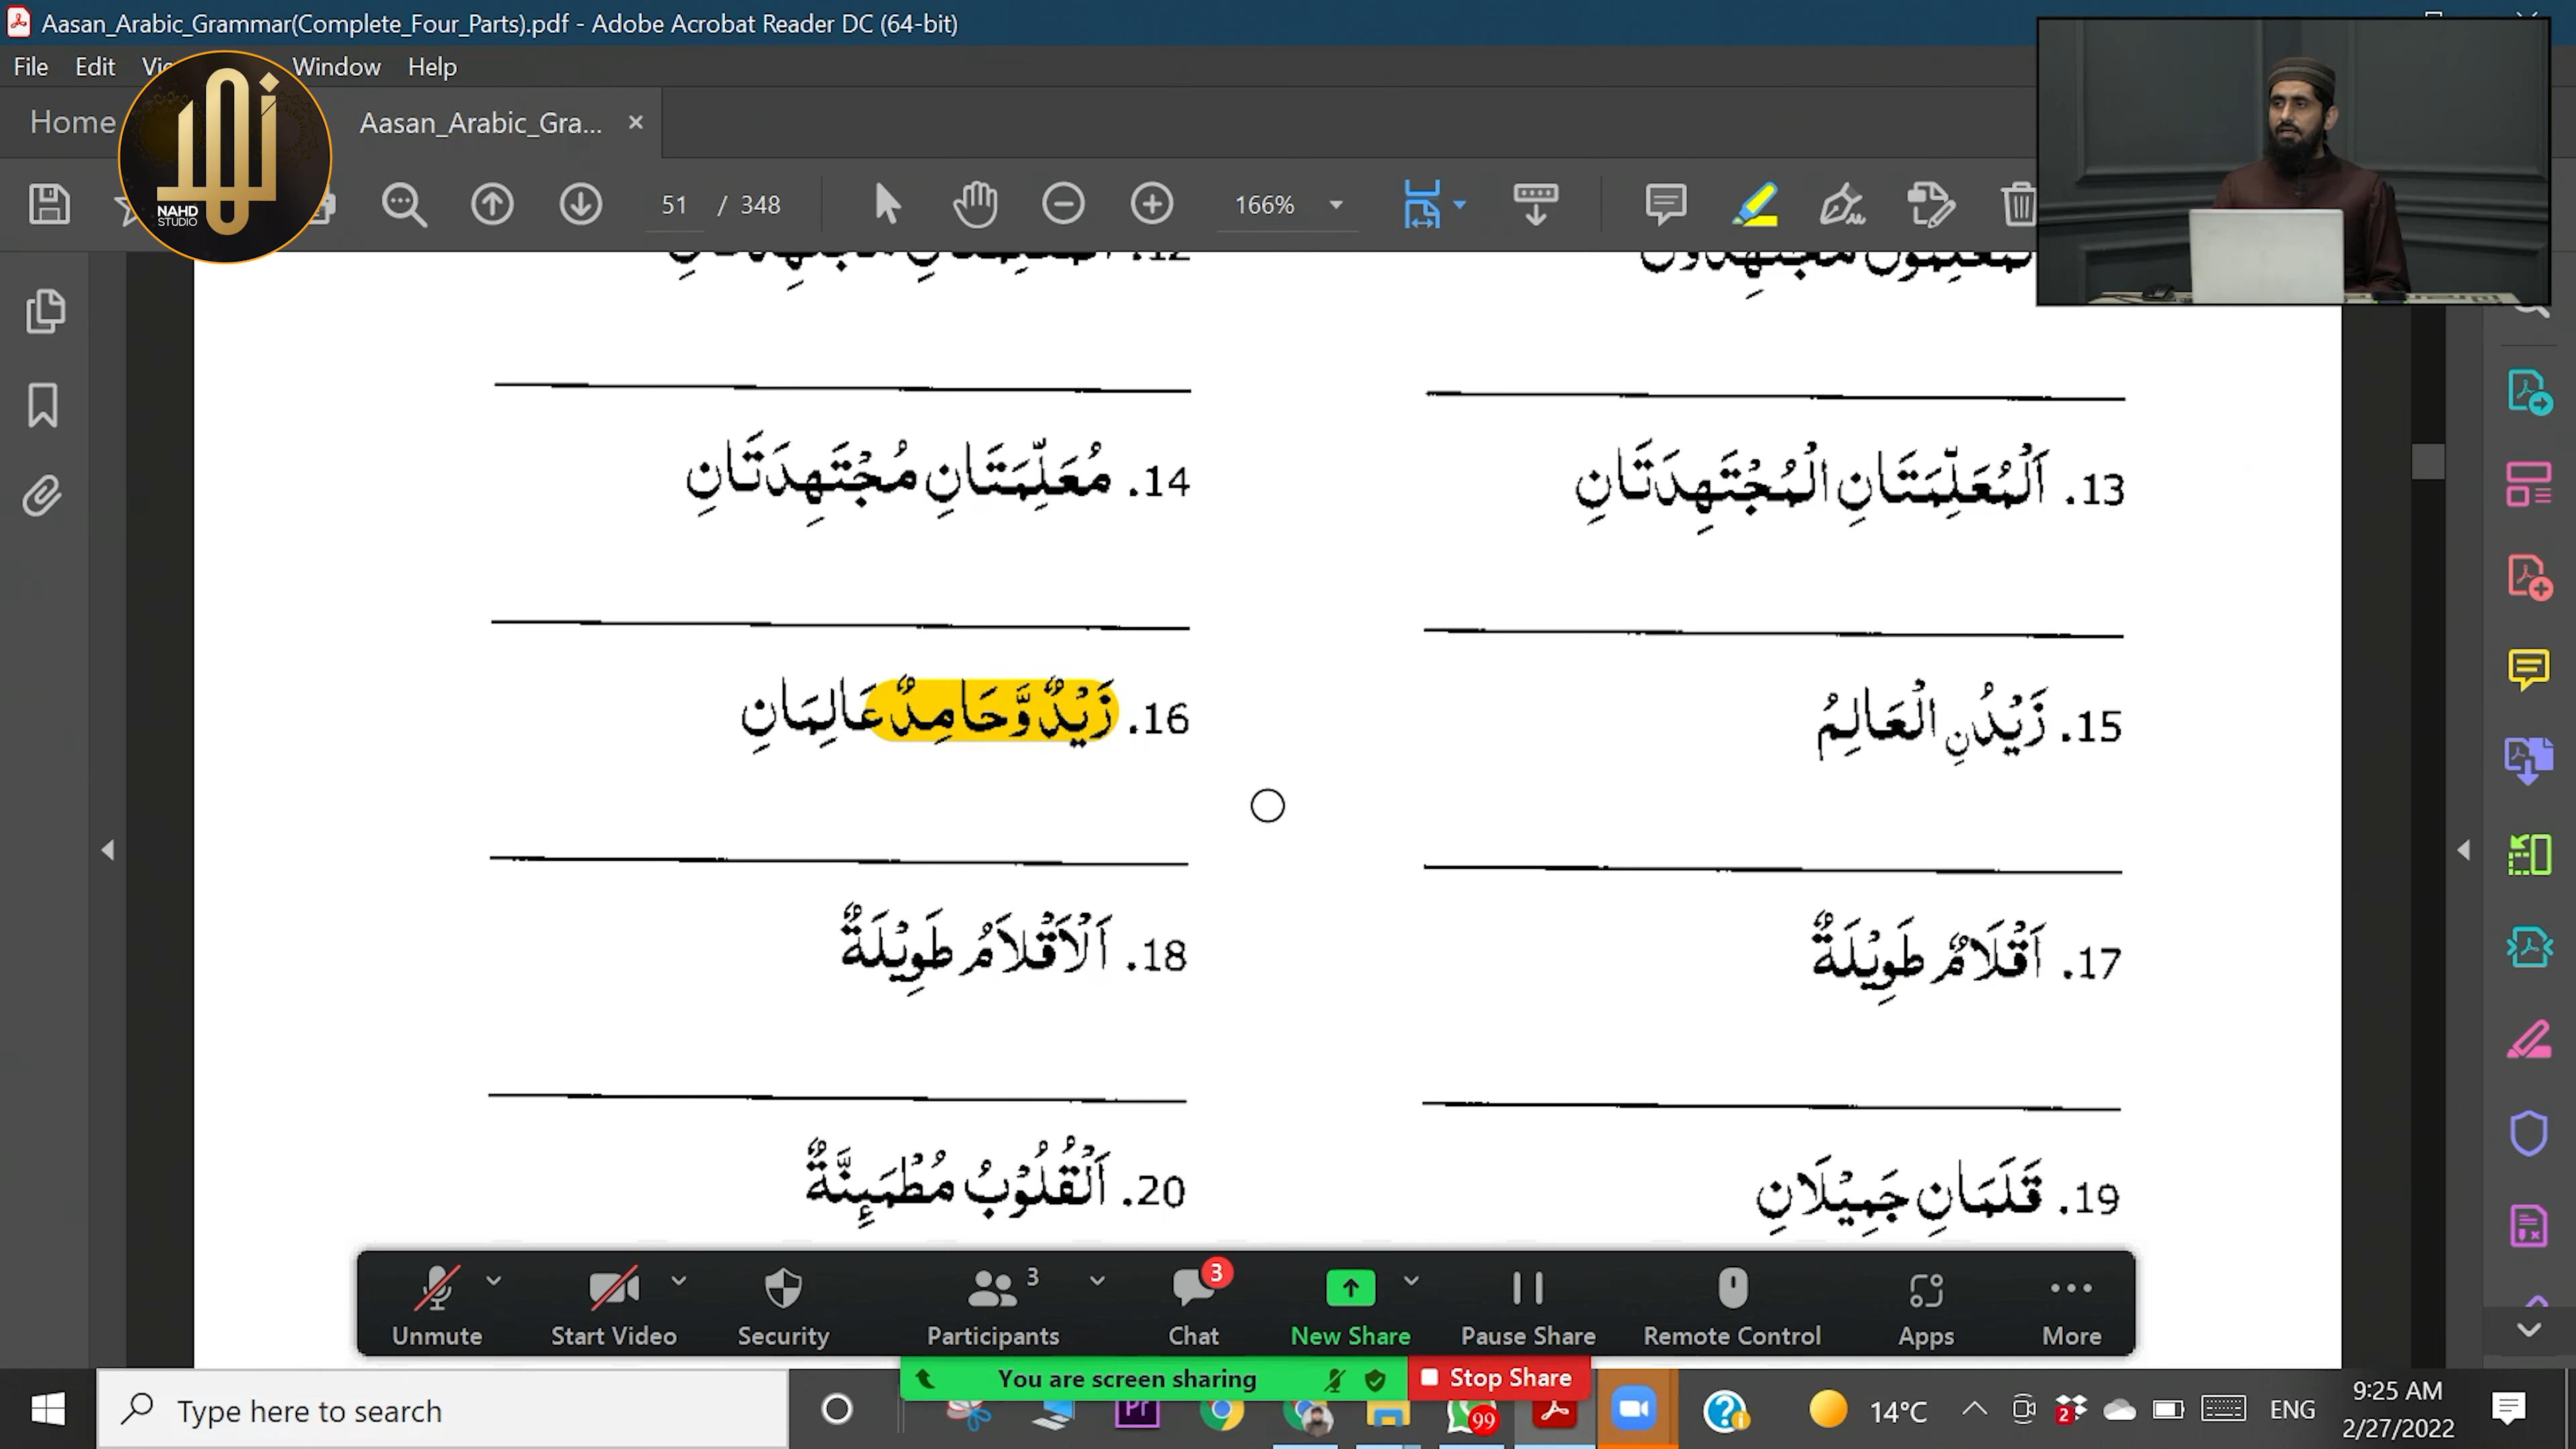 Aasan_Arabic_Grammar(Complete_Four_Parts).pdf - Adobe Acrobat Reader DC (64-bit)
File Edit Window Help
Home Aasan_Arabic_Gra...
NAHD
STUDIO
51 / 348 166%
13. اَلْمُعَلِّمَتَانِ الْمُجْتَهِدَتَانِ
14. مُعَلِّمَتَانِ مُجْتَهِدَتَانِ
15. زَيْدُنِ الْعَالِمُ
16. زَيْدٌ وَّحَامِدٌ عَالِمَانِ
17. اَقْلَامٌ طَوِيْلَةٌ
18. اَلْاَقْلَامُ طَوِيْلَةٌ
19. قَلَمَانِ جَمِيْلَانِ
20. اَلْقُلُوْبُ مُطْمَئِنَّةٌ
3 3
Unmute Start Video Security Participants Chat New Share Pause Share Remote Control Apps More
You are screen sharing Stop Share
Type here to search
Pr 99 2 14°C ENG
9:25 AM
2/27/2022